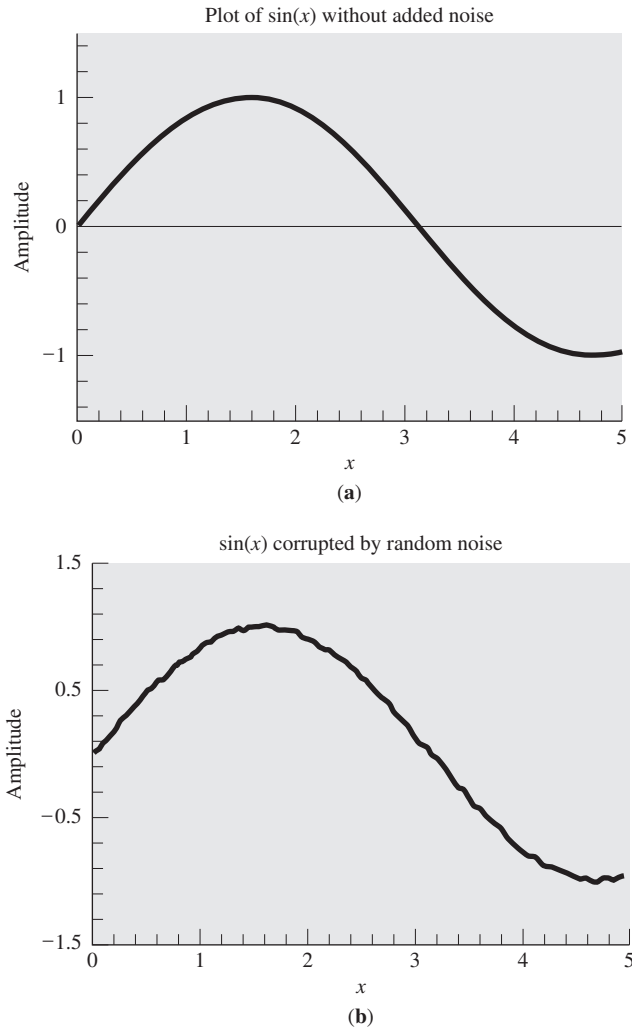 Plot of sin(x) without added noise
1
0
−1
Amplitude
0 1 2 3 4 5
x
(a)
sin(x) corrupted by random noise
1.5
0.5
−0.5
−1.5
Amplitude
0 1 2 3 4 5
x
(b)